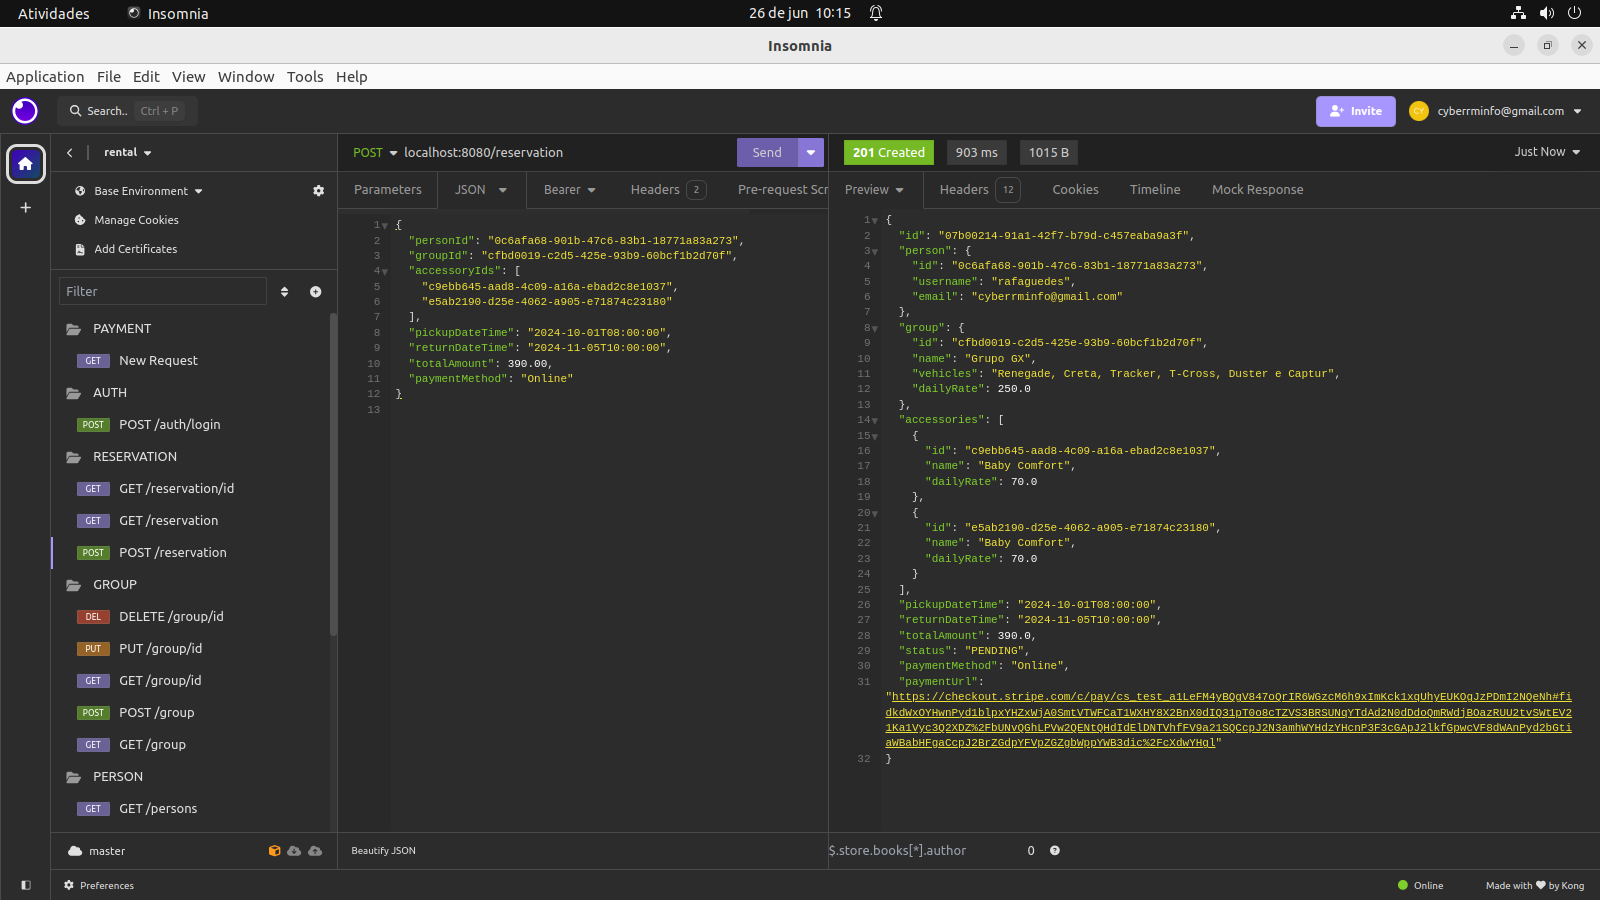 Atividades
Insomnia
26 de jun 10:15
Insomnia
Application File Edit View Window Tools Help
Search.. Ctrl + P
Invite
CY
cyberrminfo@gmail.com
rental
Base Environment
Manage Cookies
Add Certificates
Filter
PAYMENT
GET New Request
AUTH
POST POST /auth/login
RESERVATION
GET GET /reservation/id
GET GET /reservation
POST POST /reservation
GROUP
DEL DELETE /group/id
PUT PUT /group/id
GET GET /group/id
POST POST /group
GET GET /group
PERSON
GET GET /persons
master
Preferences
POST localhost:8080/reservation
Send
Parameters JSON Bearer Headers 2 Pre-request Scr
1 {
2 "personId": "0c6afa68-901b-47c6-83b1-18771a83a273",
3 "groupId": "cfbd0019-c2d5-425e-93b9-60bcf1b2d70f",
4 "accessoryIds": [
5 "c9ebb645-aad8-4c09-a16a-ebad2c8e1037",
6 "e5ab2190-d25e-4062-a905-e71874c23180"
7 ],
8 "pickupDateTime": "2024-10-01T08:00:00",
9 "returnDateTime": "2024-11-05T10:00:00",
10 "totalAmount": 390.00,
11 "paymentMethod": "Online"
12 }
13
Beautify JSON
201 Created 903 ms 1015 B
Just Now
Preview Headers 12 Cookies Timeline Mock Response
1 {
2 "id": "07b00214-91a1-42f7-b79d-c457eaba9a3f",
3 "person": {
4 "id": "0c6afa68-901b-47c6-83b1-18771a83a273",
5 "username": "rafaguedes",
6 "email": "cyberrminfo@gmail.com"
7 },
8 "group": {
9 "id": "cfbd0019-c2d5-425e-93b9-60bcf1b2d70f",
10 "name": "Grupo GX",
11 "vehicles": "Renegade, Creta, Tracker, T-Cross, Duster e Captur",
12 "dailyRate": 250.0
13 },
14 "accessories": [
15 {
16 "id": "c9ebb645-aad8-4c09-a16a-ebad2c8e1037",
17 "name": "Baby Comfort",
18 "dailyRate": 70.0
19 },
20 {
21 "id": "e5ab2190-d25e-4062-a905-e71874c23180",
22 "name": "Baby Comfort",
23 "dailyRate": 70.0
24 }
25 ],
26 "pickupDateTime": "2024-10-01T08:00:00",
27 "returnDateTime": "2024-11-05T10:00:00",
28 "totalAmount": 390.0,
29 "status": "PENDING",
30 "paymentMethod": "Online",
31 "paymentUrl":
"https://checkout.stripe.com/c/pay/cs_test_a1LeFM4yBQgV847oQrIR6WGzcM6h9xImKck1xqUhyEUKOqJzPDmI2NQeNh#fi
dkdWxOYHwnPyd1blpxYHZxWjA0SmtVTWFCaT1WXHY8X2BnX0dIQ31pT0o8cTZVS3BRSUNqYTdAd2N0dDdoQmRWdjBOazRUU2tvSWtEV2
1Ka1Vyc3Q2XDZ%2FbUNvQGhLPVw2QENtQHdIdElDNTVhfFV9a21SQCcpJ2N3amhWYHdzYHcnP3F3cGApJ2lkfGpwcVF8dWAnPyd2bGti
aWBabHFgaCcpJ2BrZGdpYFVpZGZgbWppYWB3dic%2FcXdwYHgl"
32 }
$.store.books[*].author
0
Online
Made with by Kong